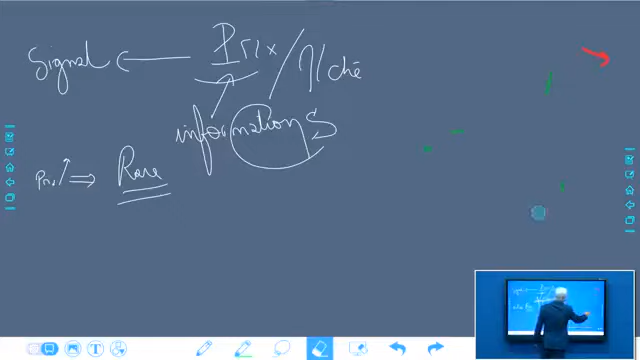 Signal ← Prix / Mché
informations
Prix ↑ ⇒ Rare